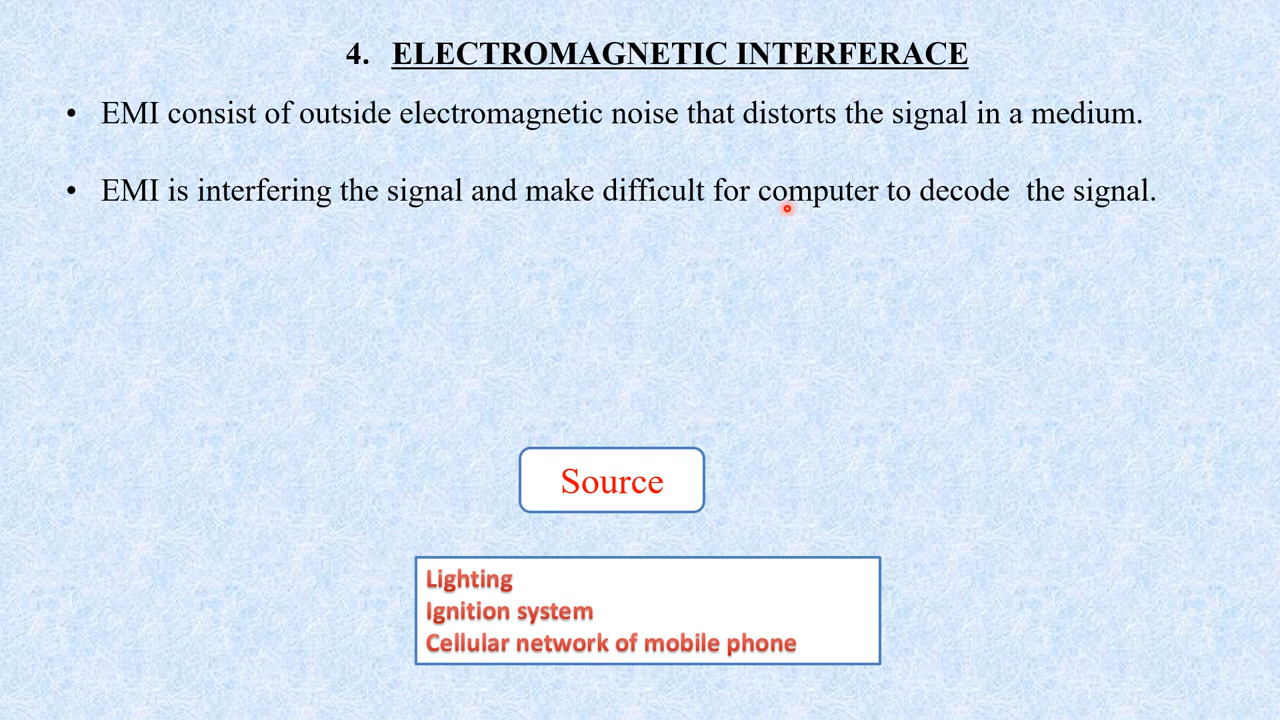 4. ELECTROMAGNETIC INTERFERACE
• EMI consist of outside electromagnetic noise that distorts the signal in a medium.
• EMI is interfering the signal and make difficult for computer to decode the signal.
Source
Lighting
Ignition system
Cellular network of mobile phone